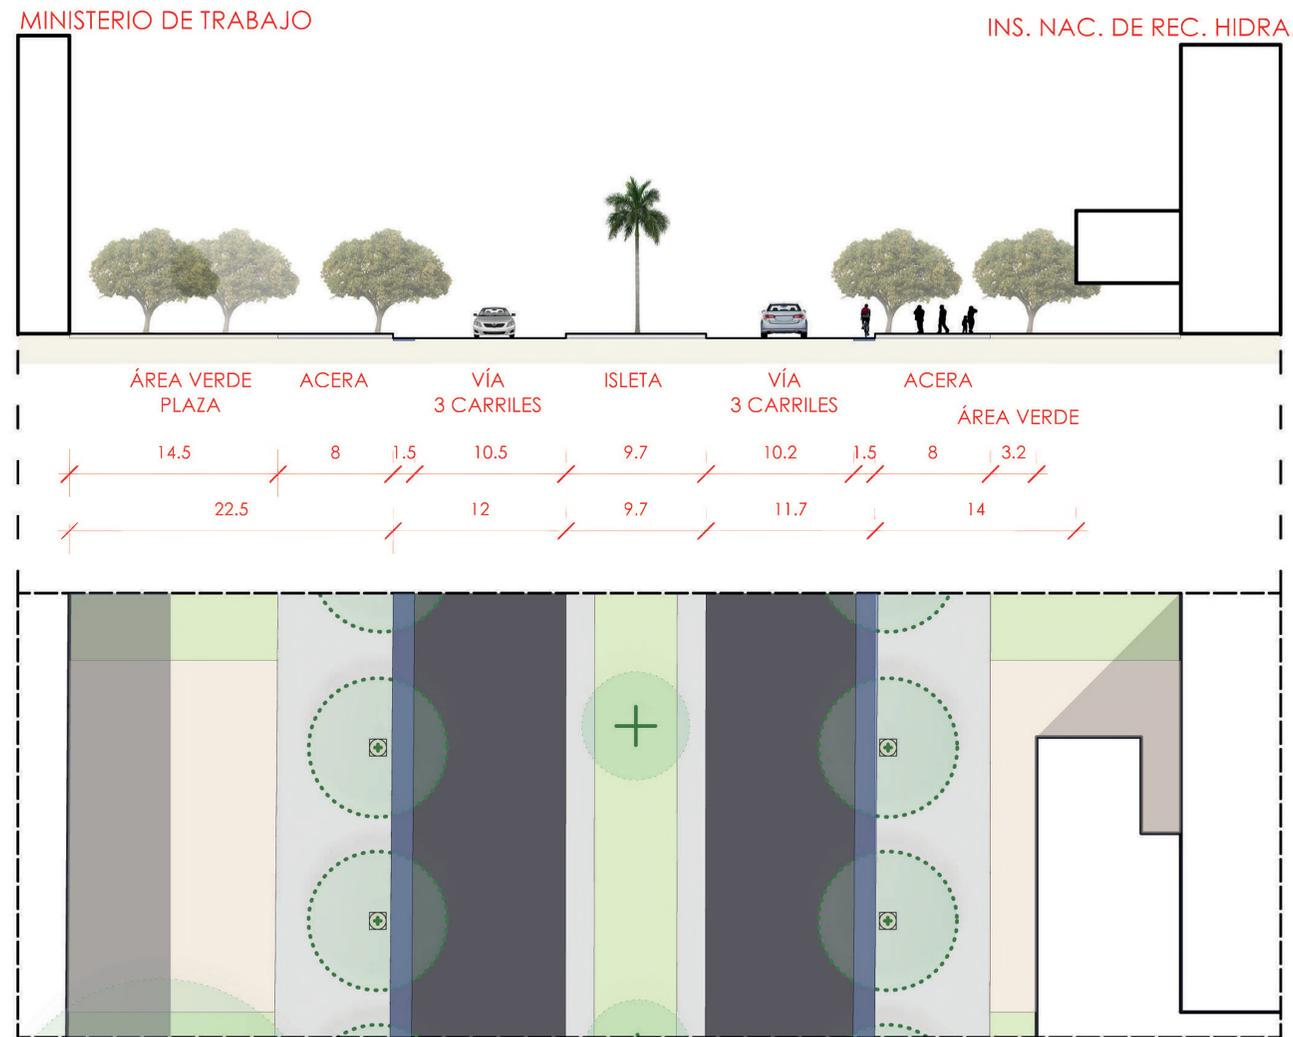 MINISTERIO DE TRABAJO
INS. NAC. DE REC. HIDRA
ÁREA VERDE
PLAZA
ACERA
VÍA
3 CARRILES
ISLETA
VÍA
3 CARRILES
ACERA
ÁREA VERDE
14.5 8 1.5 10.5 9.7 10.2 1.5 8 3.2
22.5 12 9.7 11.7 14